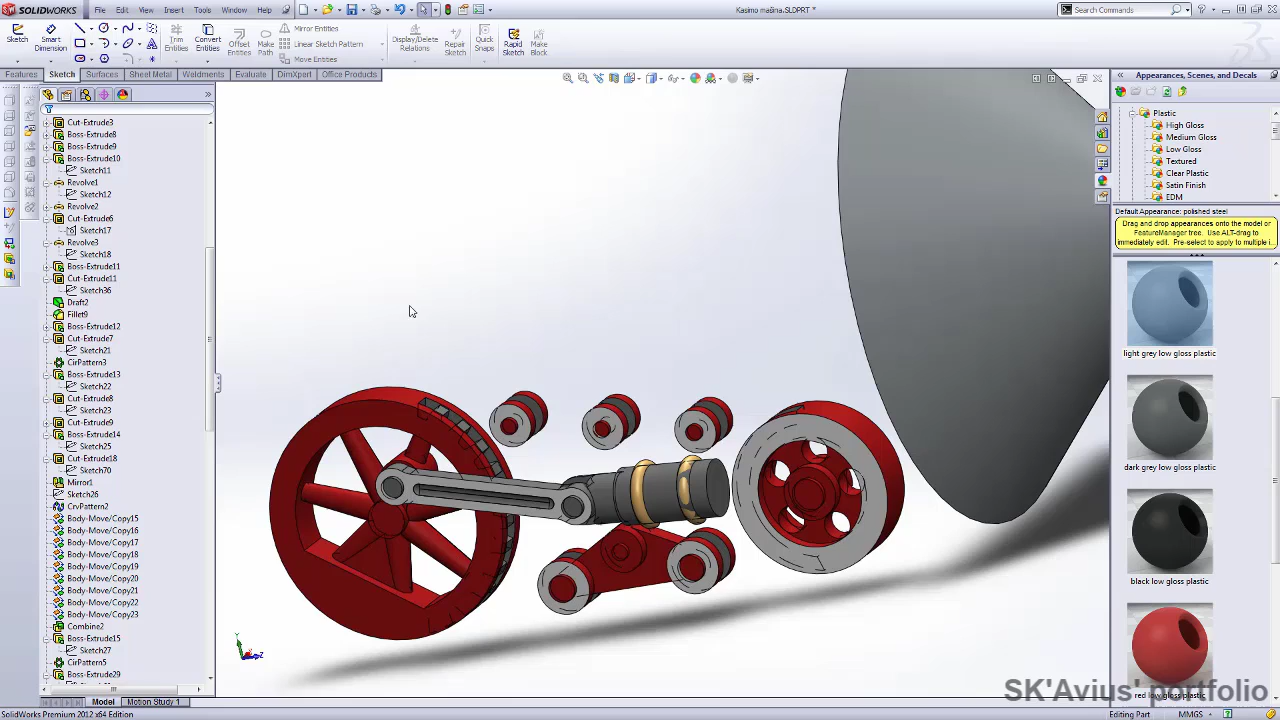 SOLIDWORKS File Edit View Insert Tools Window Help Kasimo mašina.SLDPRT * Search Commands
Sketch Smart Dimension Trim Entities Convert Entities Offset Entities Make Path Mirror Entities Linear Sketch Pattern Move Entities Display/Delete Relations Repair Sketch Quick Snaps Rapid Sketch Make Block
Features Sketch Surfaces Sheet Metal Weldments Evaluate DimXpert Office Products
Appearances, Scenes, and Decals
Plastic
High Gloss
Medium Gloss
Low Gloss
Textured
Clear Plastic
Satin Finish
EDM
Default Appearance: polished steel
Drag and drop appearances onto the model or
FeatureManager tree. Use ALT-drag to
immediately edit. Pre-select to apply to multiple i...
light grey low gloss plastic
dark grey low gloss plastic
black low gloss plastic
red low gloss plastic
Cut-Extrude3
Boss-Extrude8
Boss-Extrude9
Boss-Extrude10
Sketch11
Revolve1
Sketch12
Revolve2
Cut-Extrude6
Sketch17
Revolve3
Sketch18
Boss-Extrude11
Cut-Extrude11
Sketch36
Draft2
Fillet9
Boss-Extrude12
Cut-Extrude7
Sketch21
CirPattern3
Boss-Extrude13
Sketch22
Cut-Extrude8
Sketch23
Cut-Extrude9
Boss-Extrude14
Sketch25
Cut-Extrude18
Sketch70
Mirror1
Sketch26
CrvPattern2
Body-Move/Copy15
Body-Move/Copy16
Body-Move/Copy17
Body-Move/Copy18
Body-Move/Copy19
Body-Move/Copy20
Body-Move/Copy21
Body-Move/Copy22
Body-Move/Copy23
Combine2
Boss-Extrude15
Sketch27
CirPattern5
Boss-Extrude29
Y
Z
SK'Avius' portfolio
Model Motion Study 1
SolidWorks Premium 2012 x64 Edition Editing Part MMGS